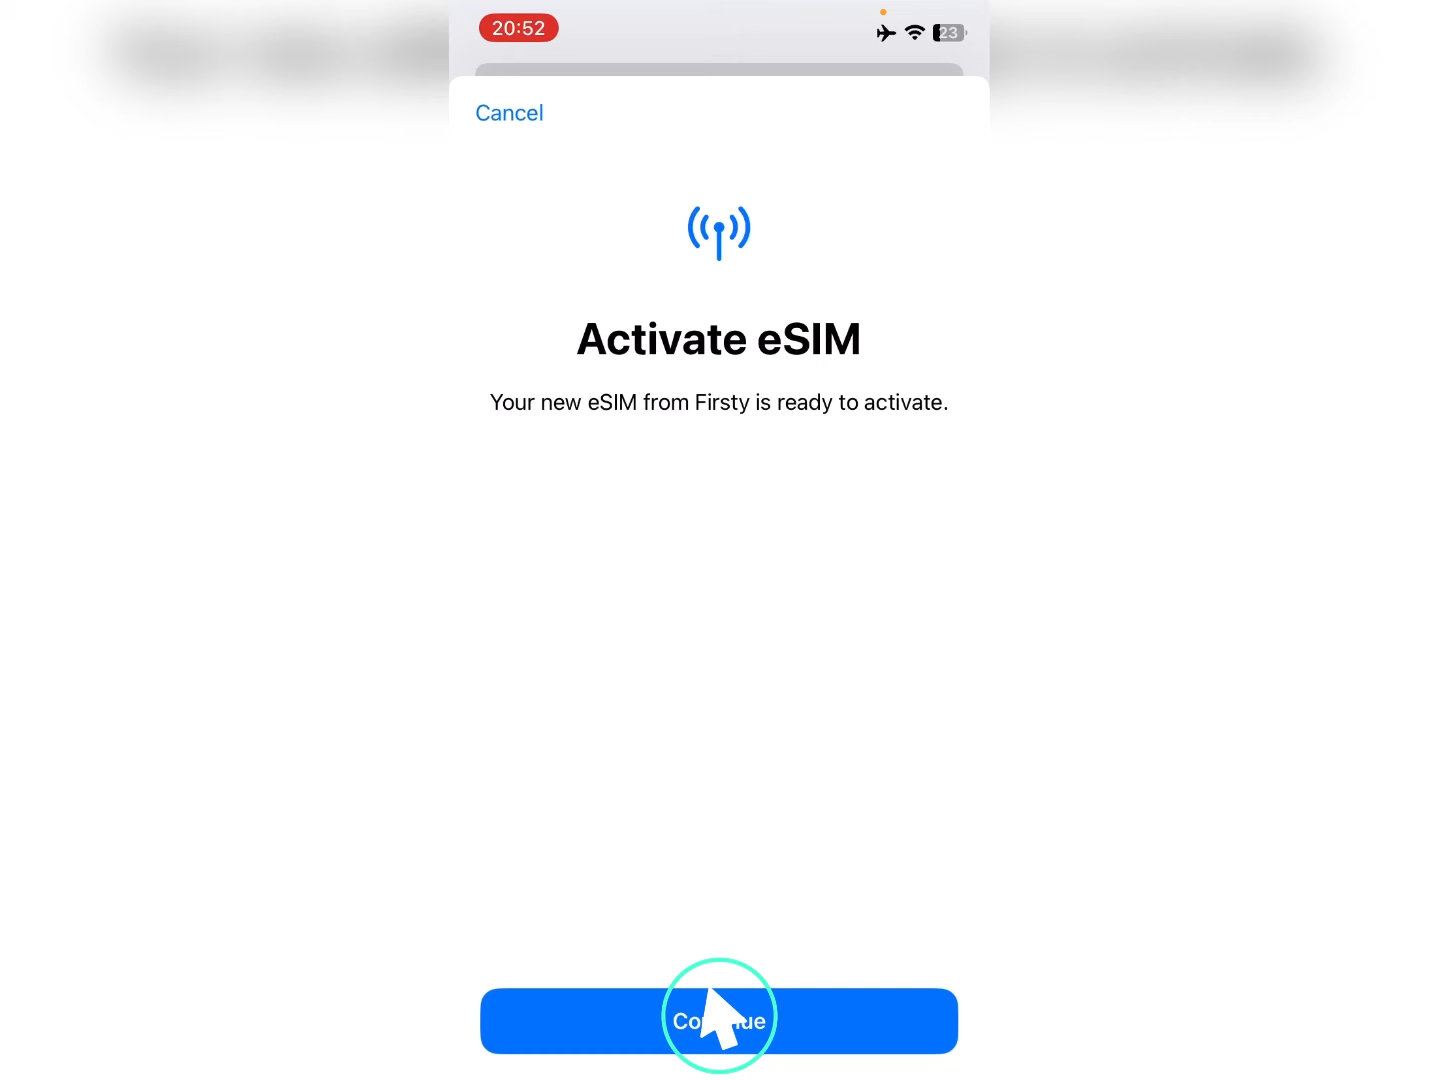 20:52
23
Cancel
Activate eSIM
Your new eSIM from Firsty is ready to activate.